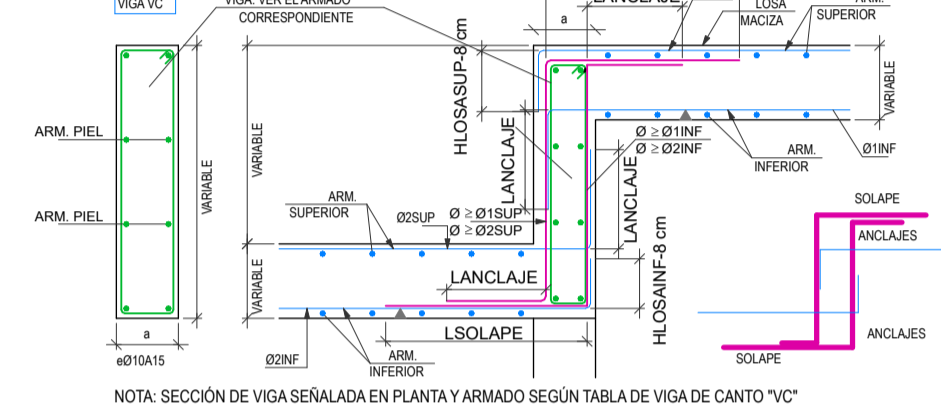 VIGA VC
VIGA. VER EL ARMADO
CORRESPONDIENTE
ARM. PIEL
ARM. PIEL
VARIABLE
a
eØ10A15
VARIABLE
VARIABLE
ARM.
SUPERIOR
Ø2SUP
Ø ≥ Ø1SUP
Ø ≥ Ø2SUP
LANCLAJE
LSOLAPE
Ø2INF
ARM.
INFERIOR
HLOSASUP-8 cm
LANCLAJE
a
LANCLAJE
LOSA
MACIZA
ARM.
SUPERIOR
VARIABLE
Ø ≥ Ø1INF
Ø ≥ Ø2INF
ARM.
INFERIOR
Ø1INF
LANCLAJE
HLOSAINF-8 cm
SOLAPE
ANCLAJES
ANCLAJES
SOLAPE
NOTA: SECCIÓN DE VIGA SEÑALADA EN PLANTA Y ARMADO SEGÚN TABLA DE VIGA DE CANTO "VC"